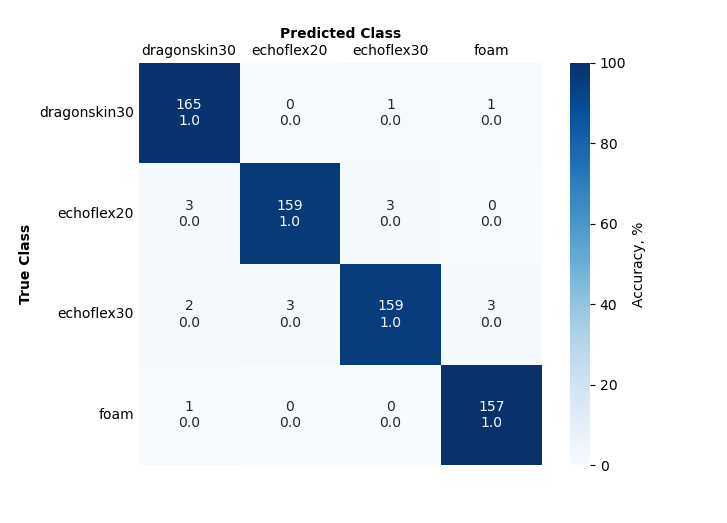 Predicted Class
dragonskin30 echoflex20 echoflex30 foam
dragonskin30 165 0 1 1
1.0 0.0 0.0 0.0
echoflex20 3 159 3 0
0.0 1.0 0.0 0.0
echoflex30 2 3 159 3
0.0 0.0 1.0 0.0
foam 1 0 0 157
0.0 0.0 0.0 1.0
True Class
100
80
60
40
20
0
Accuracy, %